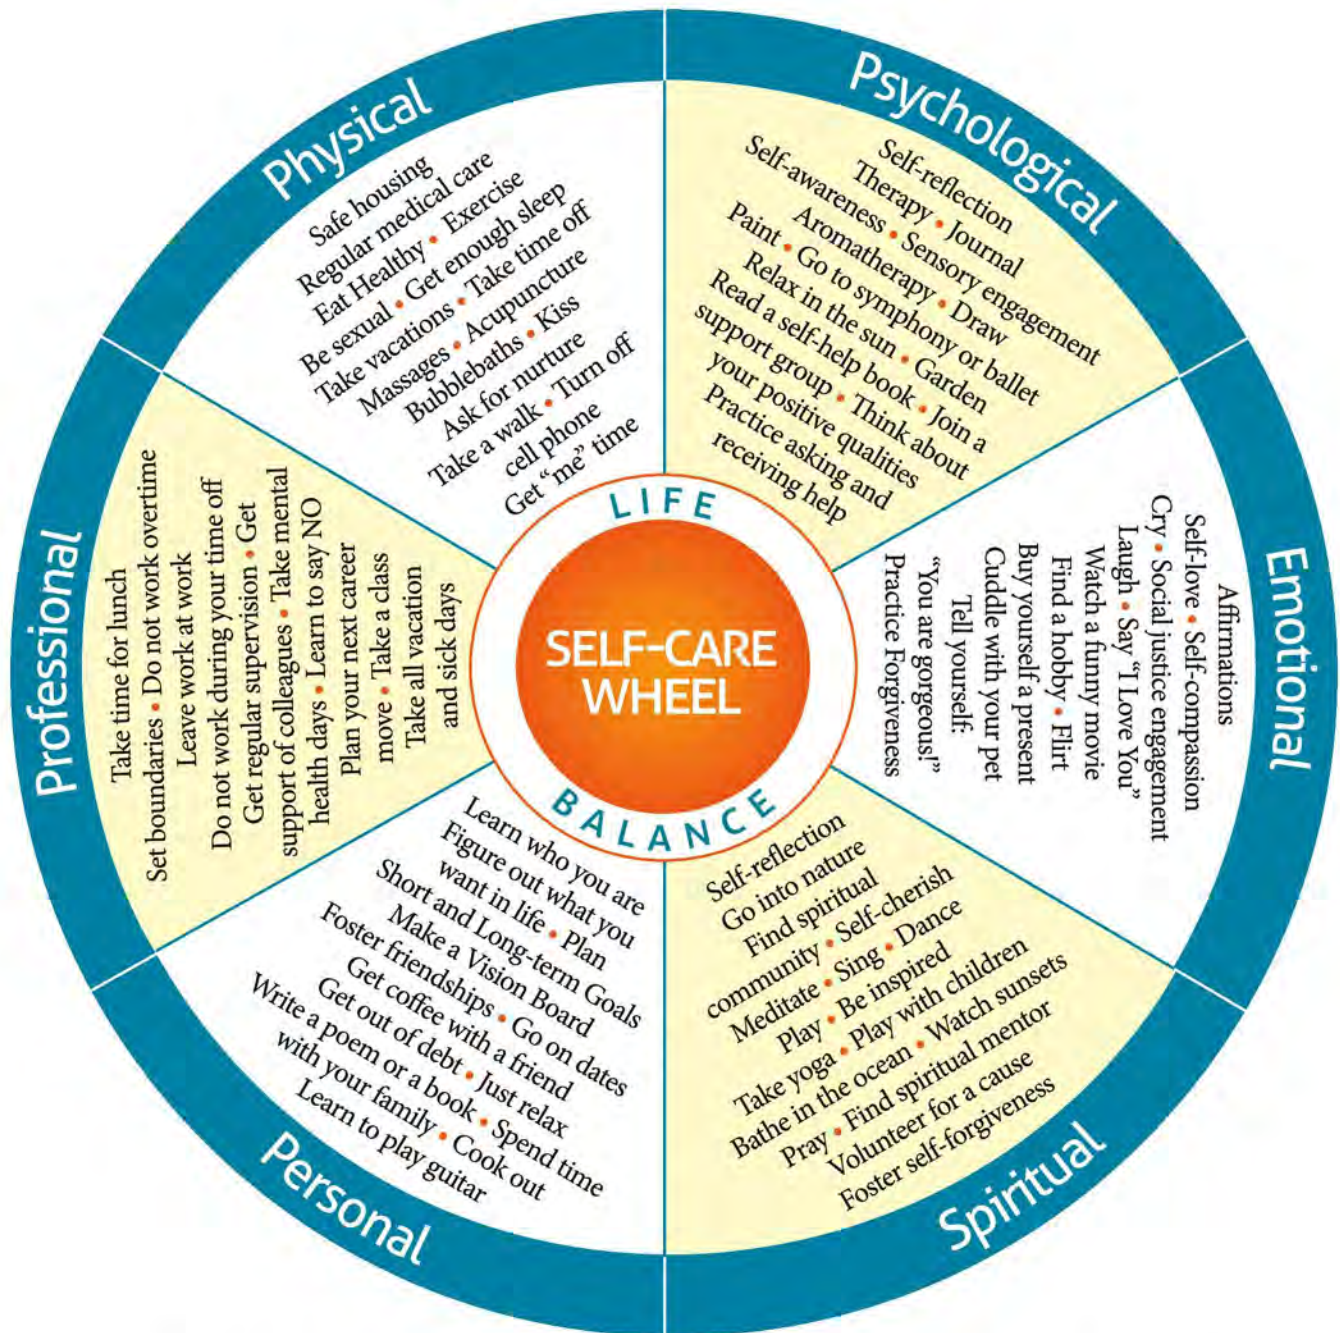 Physical
Safe housing
Regular medical care
Eat Healthy • Exercise
Be sexual • Get enough sleep
Take vacations • Take time off
Massages • Acupuncture
Bubblebaths • Kiss
Ask for nurture
Take a walk • Turn off
cell phone
Get “me” time
Psychological
Self-reflection
Therapy • Journal
Self-awareness • Sensory engagement
Aromatherapy • Draw
Paint • Go to symphony or ballet
Relax in the sun • Garden
Read a self-help book • Join a
support group • Think about
your positive qualities
Practice asking and
receiving help
Emotional
Affirmations
Self-love • Self-compassion
Cry • Social justice engagement
Laugh • Say “I Love You”
Watch a funny movie
Find a hobby • Flirt
Buy yourself a present
Cuddle with your pet
Tell yourself:
“You are gorgeous!”
Practice Forgiveness
Spiritual
Self-reflection
Go into nature
Find spiritual
community • Self-cherish
Meditate • Sing • Dance
Play • Be inspired
Take yoga • Play with children
Bathe in the ocean • Watch sunsets
Pray • Find spiritual mentor
Volunteer for a cause
Foster self-forgiveness
Personal
Learn who you are
Figure out what you
want in life • Plan
Short and Long-term Goals
Make a Vision Board
Foster friendships • Go on dates
Get coffee with a friend
Get out of debt • Just relax
Write a poem or a book • Spend time
with your family • Cook out
Learn to play guitar
Professional
Take time for lunch
Set boundaries • Do not work overtime
Leave work at work
Do not work during your time off
Get regular supervision • Get
support of colleagues • Take mental
health days • Learn to say NO
Plan your next career
move • Take a class
Take all vacation
and sick days
LIFE
SELF-CARE
WHEEL
BALANCE